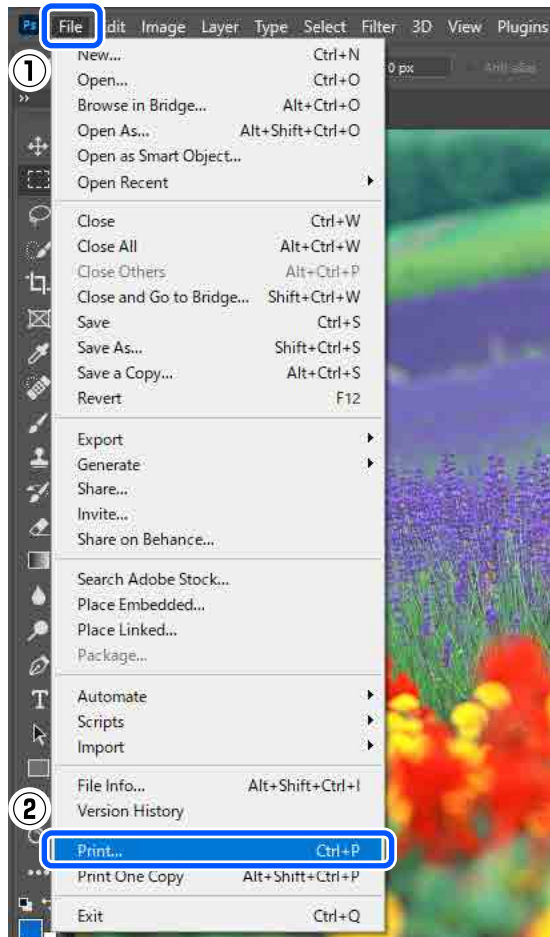 Ps File Edit Image Layer Type Select Filter 3D View Plugins
①
0 px Anti-alias
New... Ctrl+N
Open... Ctrl+O
Browse in Bridge... Alt+Ctrl+O
Open As... Alt+Shift+Ctrl+O
Open as Smart Object...
Open Recent
Close Ctrl+W
Close All Alt+Ctrl+W
Close Others Alt+Ctrl+P
Close and Go to Bridge... Shift+Ctrl+W
Save Ctrl+S
Save As... Shift+Ctrl+S
Save a Copy... Alt+Ctrl+S
Revert F12
Export
Generate
Share...
Invite...
Share on Behance...
Search Adobe Stock...
Place Embedded...
Place Linked...
Package...
Automate
Scripts
Import
File Info... Alt+Shift+Ctrl+I
Version History
②
Print... Ctrl+P
Print One Copy Alt+Shift+Ctrl+P
Exit Ctrl+Q